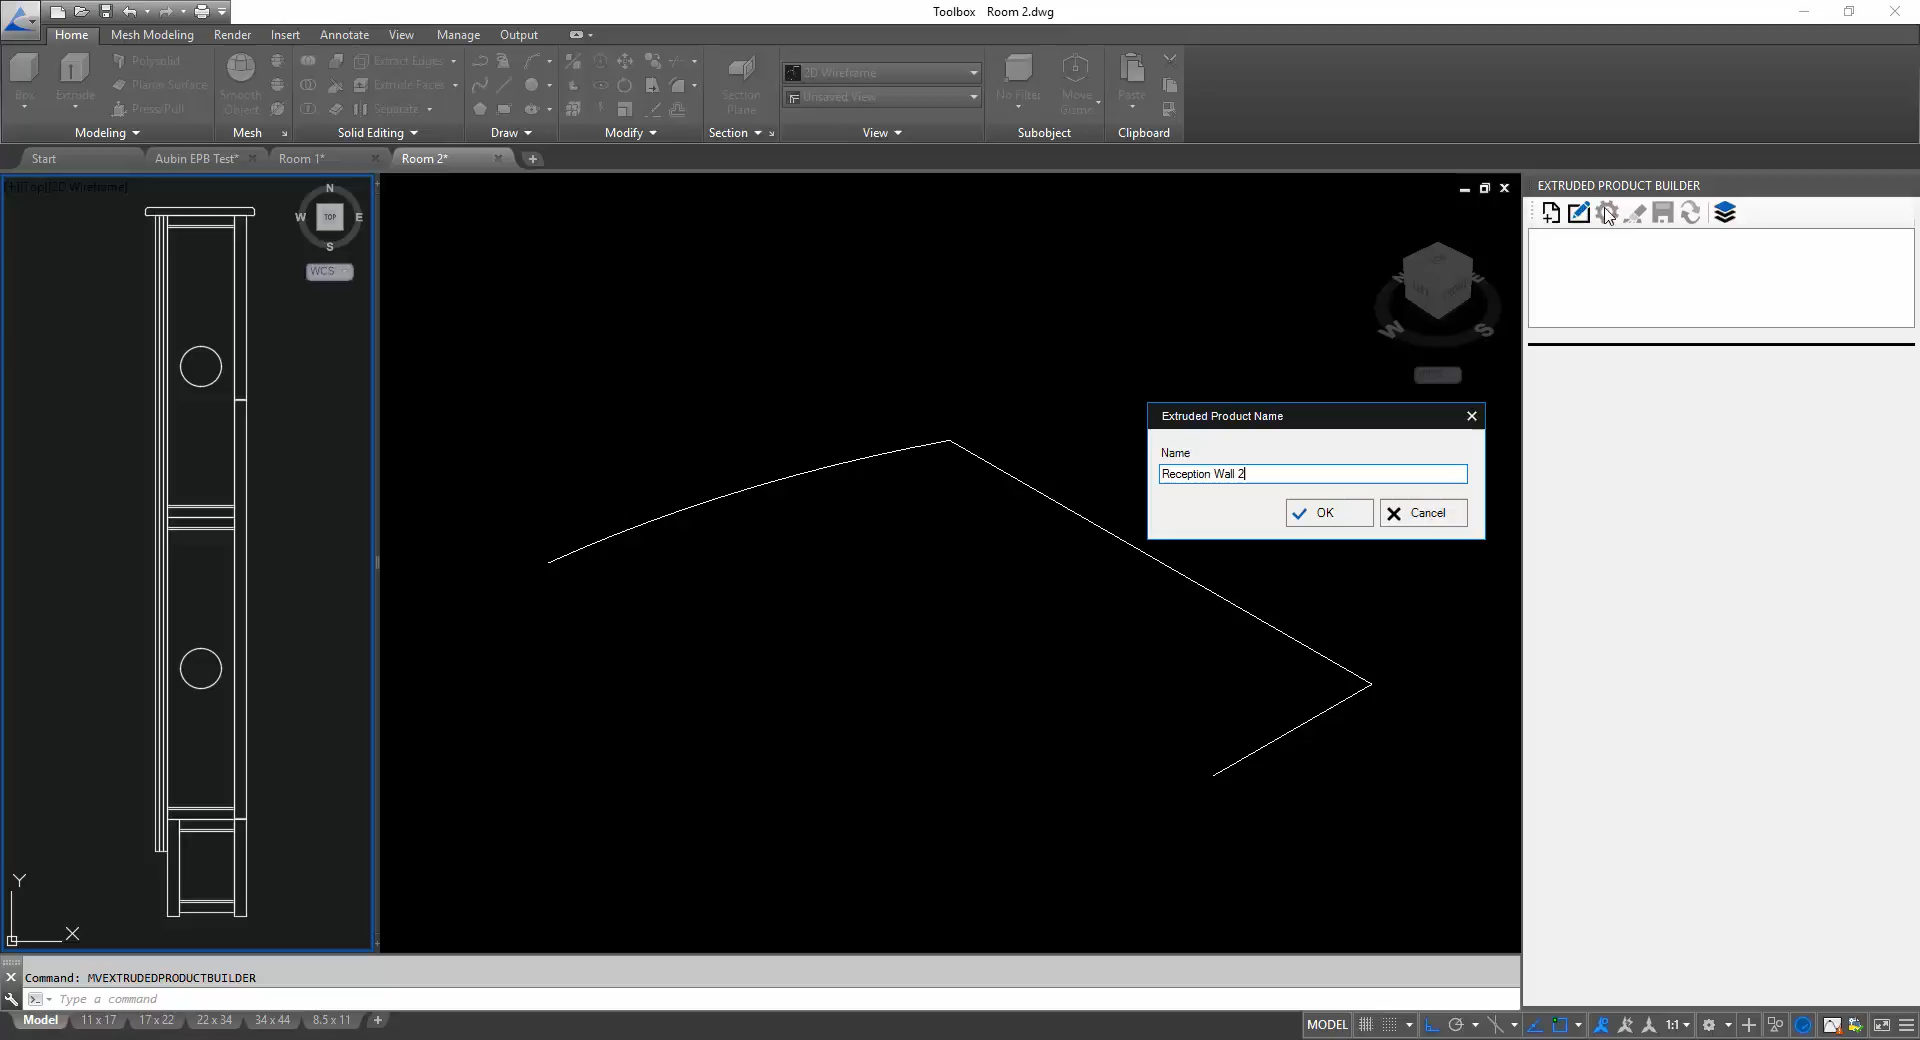 Toolbox Room 2.dwg
Home Mesh Modeling Render Insert Annotate View Manage Output
Box
Extrude
Polysolid
Planar Surface
Press/Pull
Smooth
Object
Extract Edges
Extrude Faces
Separate
Section
Plane
2D Wireframe
Unsaved View
No Filter
Move
Gizmo
Paste
Modeling Mesh Solid Editing Draw Modify Section View Subobject Clipboard
Start Aubin EPB Test* Room 1* Room 2*
[+][Top][2D Wireframe]
N
W TOP E
S
WCS
Y
X
W S
EXTRUDED PRODUCT BUILDER
Extruded Product Name
Name
Reception Wall 2
OK Cancel
Command: MVEXTRUDEDPRODUCTBUILDER
Type a command
Model 11 x 17 17 x 22 22 x 34 34 x 44 8.5 x 11
MODEL 1:1